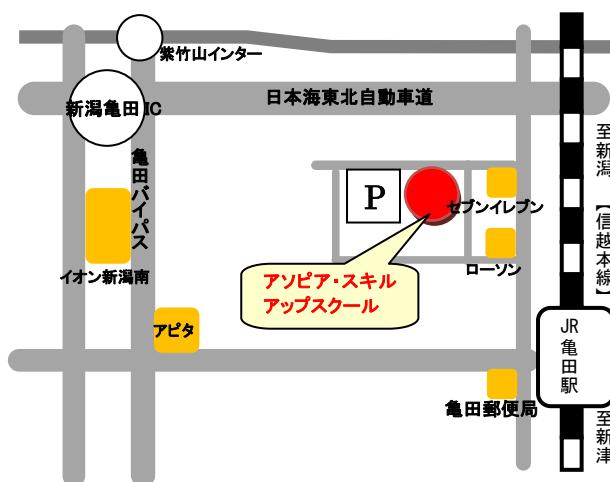 紫竹山インター
新潟亀田IC
日本海東北自動車道
亀田バイパス
至新潟
【信越本線】
P
セブンイレブン
ローソン
イオン新潟南
アソピア・スキル
アップスクール
アピタ
JR
亀田駅
亀田郵便局
至新津